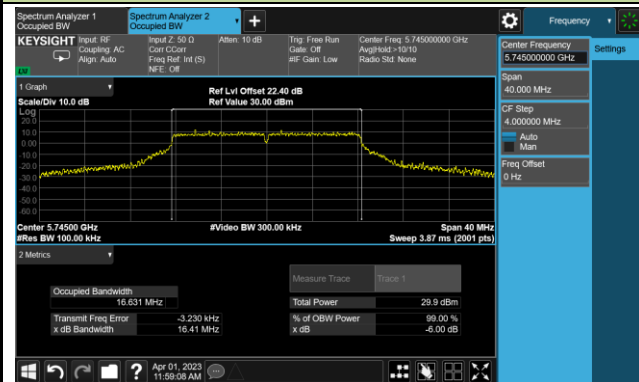 Spectrum Analyzer 1
Occupied BW
Spectrum Analyzer 2
Occupied BW
+
Frequency
KEYSIGHT
Input: RF
Coupling: AC
Align: Auto
Input Z: 50 Ω
Corr CCorr
Freq Ref: Int (S)
NFE: Off
Atten: 10 dB
Trig: Free Run
Gate: Off
#IF Gain: Low
Center Freq: 5.745000000 GHz
Avg|Hold:>10/10
Radio Std: None
1 Graph
Scale/Div 10.0 dB
Ref Lvl Offset 22.40 dB
Ref Value 30.00 dBm
Log
20.0
10.0
0.00
-10.0
-20.0
-30.0
-40.0
-50.0
-60.0
Center 5.74500 GHz
#Res BW 100.00 kHz
#Video BW 300.00 kHz
Span 40 MHz
Sweep 3.87 ms (2001 pts)
2 Metrics
Measure Trace
Trace 1
Occupied Bandwidth
16.631 MHz
Total Power
29.9 dBm
Transmit Freq Error
-3.230 kHz
% of OBW Power
99.00 %
x dB Bandwidth
16.41 MHz
x dB
-6.00 dB
Center Frequency
5.745000000 GHz
Settings
Span
40.000 MHz
CF Step
4.000000 MHz
Auto
Man
Freq Offset
0 Hz
?
Apr 01, 2023
11:59:08 AM